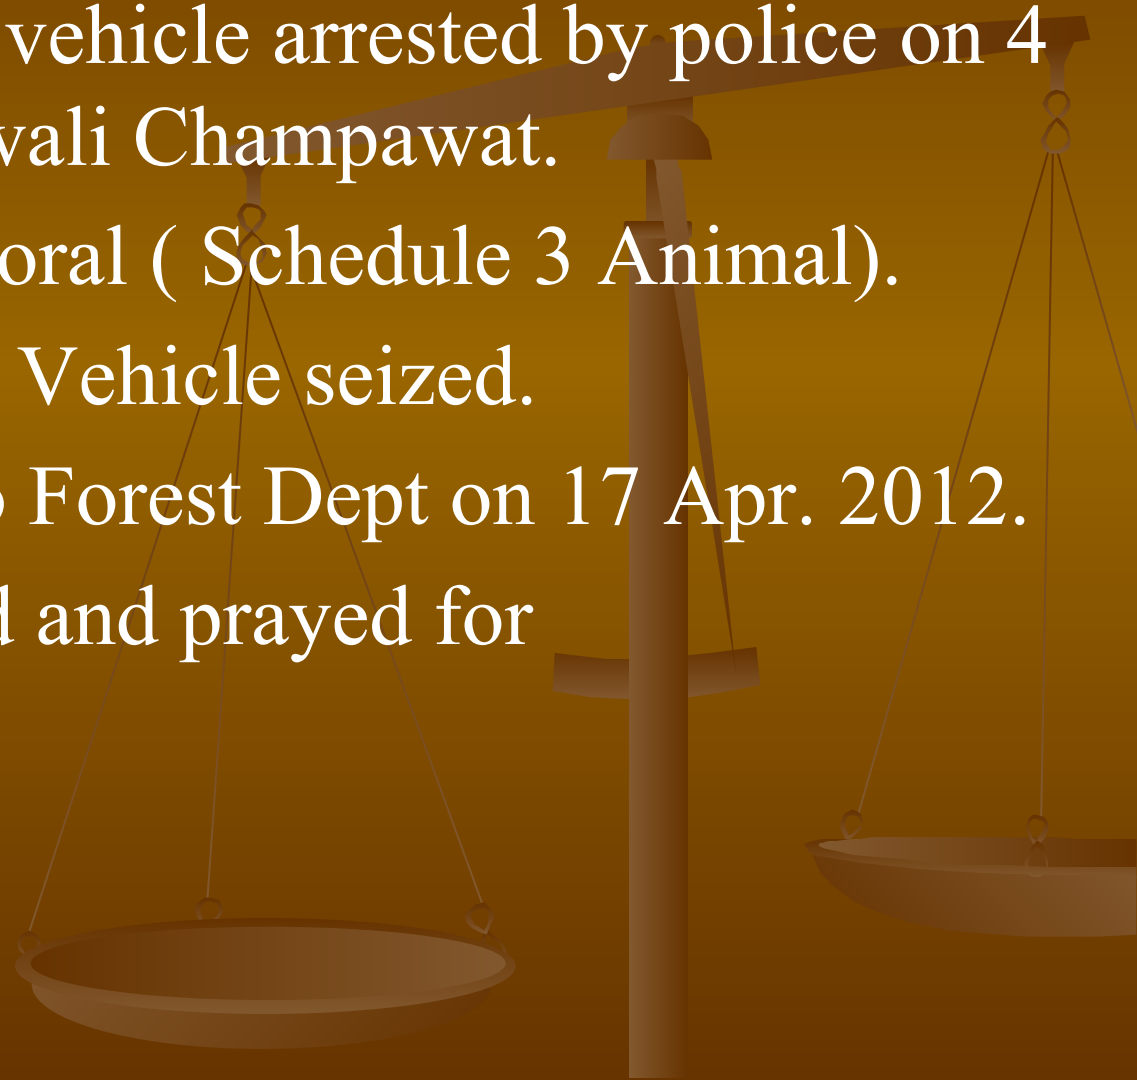 vehicle arrested by police on 4
wali Champawat.
oral ( Schedule 3 Animal).
Vehicle seized.
Forest Dept on 17 Apr. 2012.
and prayed for